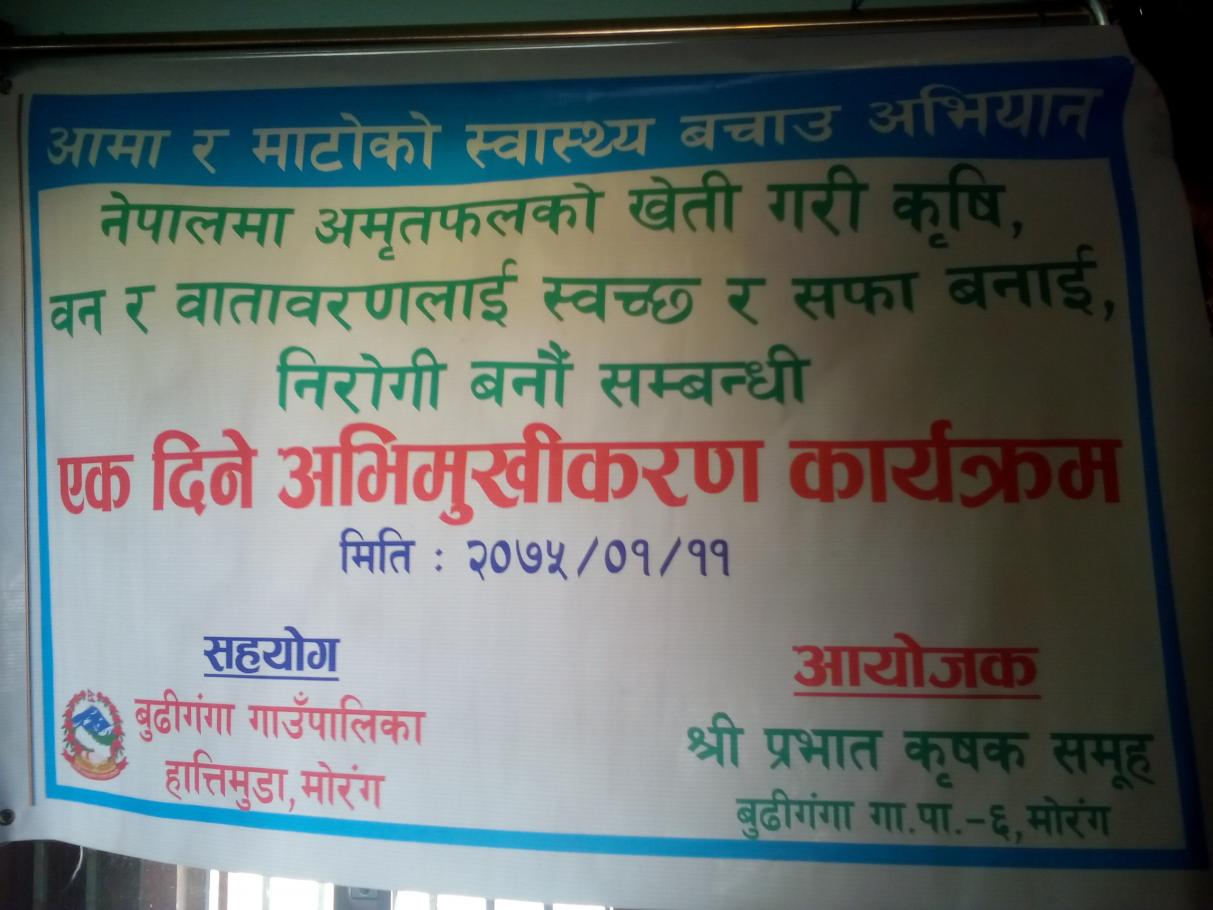 आमा र माटोको स्वास्थ्य बचाउ अभियान
नेपालमा अमृतफलको खेती गरी कृषि,
वन र वातावरणलाई स्वच्छ र सफा बनाई,
निरोगी बनौं सम्बन्धी
एक दिने अभिमुखीकरण कार्यक्रम
मिति : २०७५/०१/११
सहयोग
बुढीगंगा गाउँपालिका
हात्तिमुडा, मोरंग
आयोजक
श्री प्रभात कृषक समूह
बुढीगंगा गा.पा.-६, मोरंग